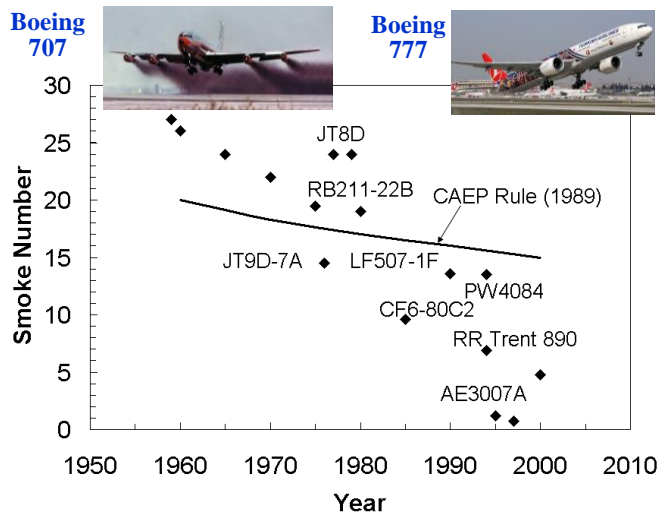 Boeing
707
Boeing
777
30
25
20
15
10
5
0
Smoke Number
JT8D
RB211-22B
CAEP Rule (1989)
JT9D-7A
LF507-1F
PW4084
CF6-80C2
RR Trent 890
AE3007A
1950
1960
1970
1980
1990
2000
2010
Year